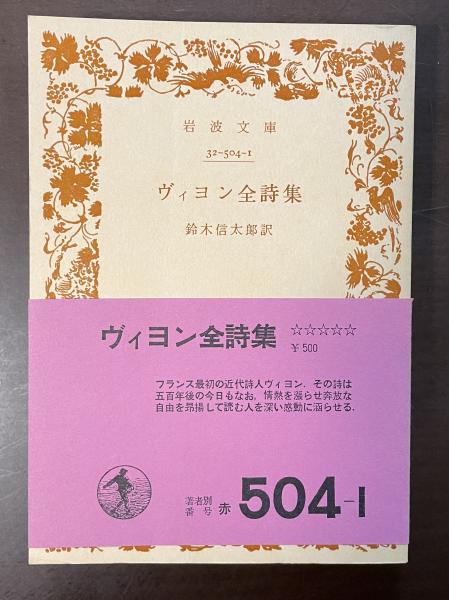 岩波文庫
32-504-1
ヴィヨン全詩集
鈴木信太郎訳
ヴィヨン全詩集 ☆☆☆☆☆
¥500
フランス最初の近代詩人ヴィヨン. その詩は
五百年後の今日もなお, 情熱を漲らせ奔放な
自由を昂揚して読む人を深い感動に涵らせる.
著者別
番号 赤 504-1